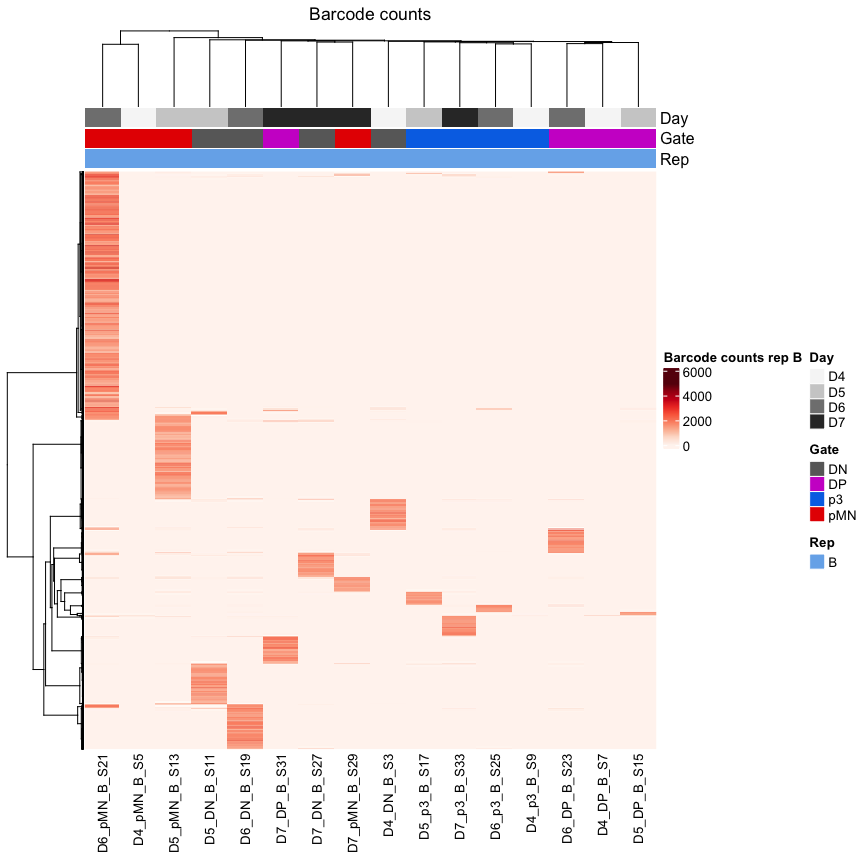 Barcode counts
Day
Gate
Rep
Barcode counts rep B
6000
4000
2000
0
Day
D4
D5
D6
D7
Gate
DN
DP
p3
pMN
Rep
B
D6_pMN_B_S21
D4_pMN_B_S5
D5_pMN_B_S13
D5_DN_B_S11
D6_DN_B_S19
D7_DP_B_S31
D7_DN_B_S27
D7_pMN_B_S29
D4_DN_B_S3
D5_p3_B_S17
D7_p3_B_S33
D6_p3_B_S25
D4_p3_B_S9
D6_DP_B_S23
D4_DP_B_S7
D5_DP_B_S15